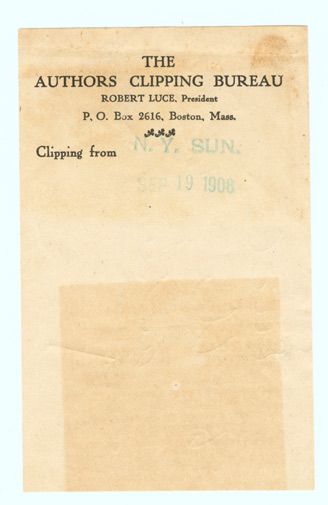 THE
AUTHORS CLIPPING BUREAU
ROBERT LUCE, President
P. O. Box 2616, Boston, Mass.
Clipping from N. Y. SUN.
SEP 19 1908